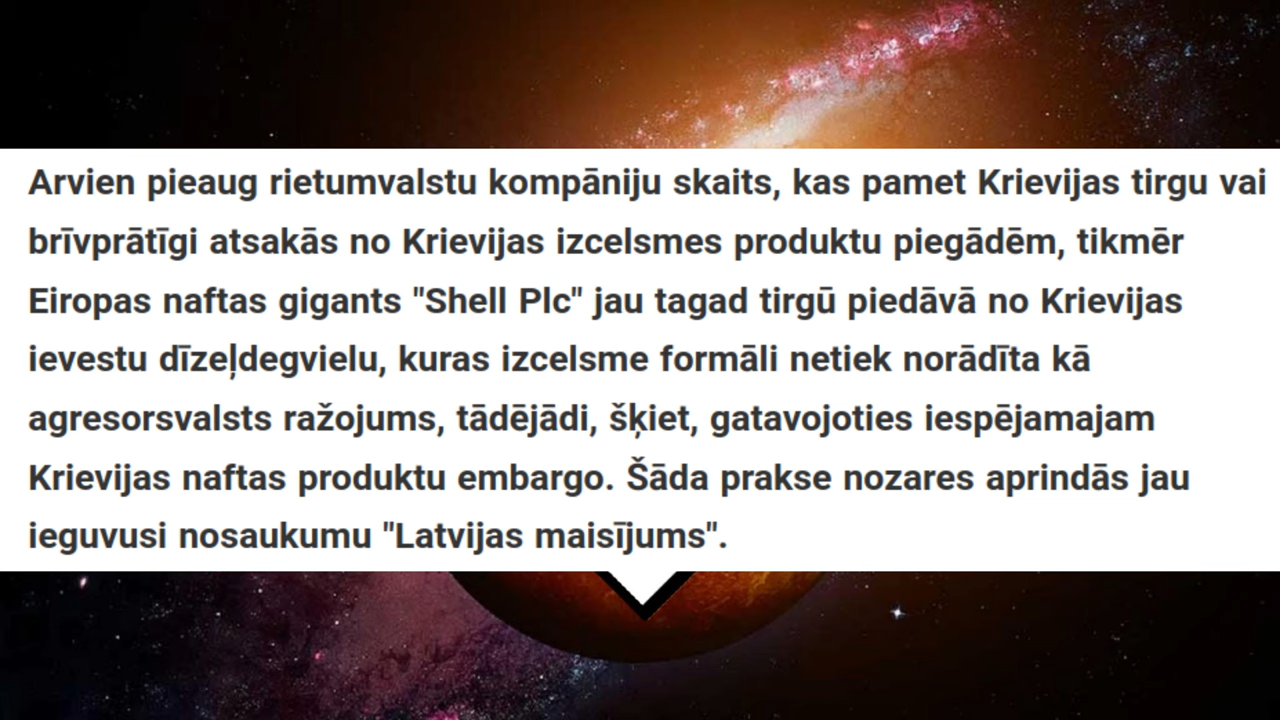 Arvien pieaug rietumvalstu kompāniju skaits, kas pamet Krievijas tirgu vai
brīvprātīgi atsakās no Krievijas izcelsmes produktu piegādēm, tikmēr
Eiropas naftas gigants "Shell Plc" jau tagad tirgū piedāvā no Krievijas
ievestu dīzeļdegvielu, kuras izcelsme formāli netiek norādīta kā
agresorsvalsts ražojums, tādējādi, šķiet, gatavojoties iespējamajam
Krievijas naftas produktu embargo. Šāda prakse nozares aprindās jau
ieguvusi nosaukumu "Latvijas maisījums".